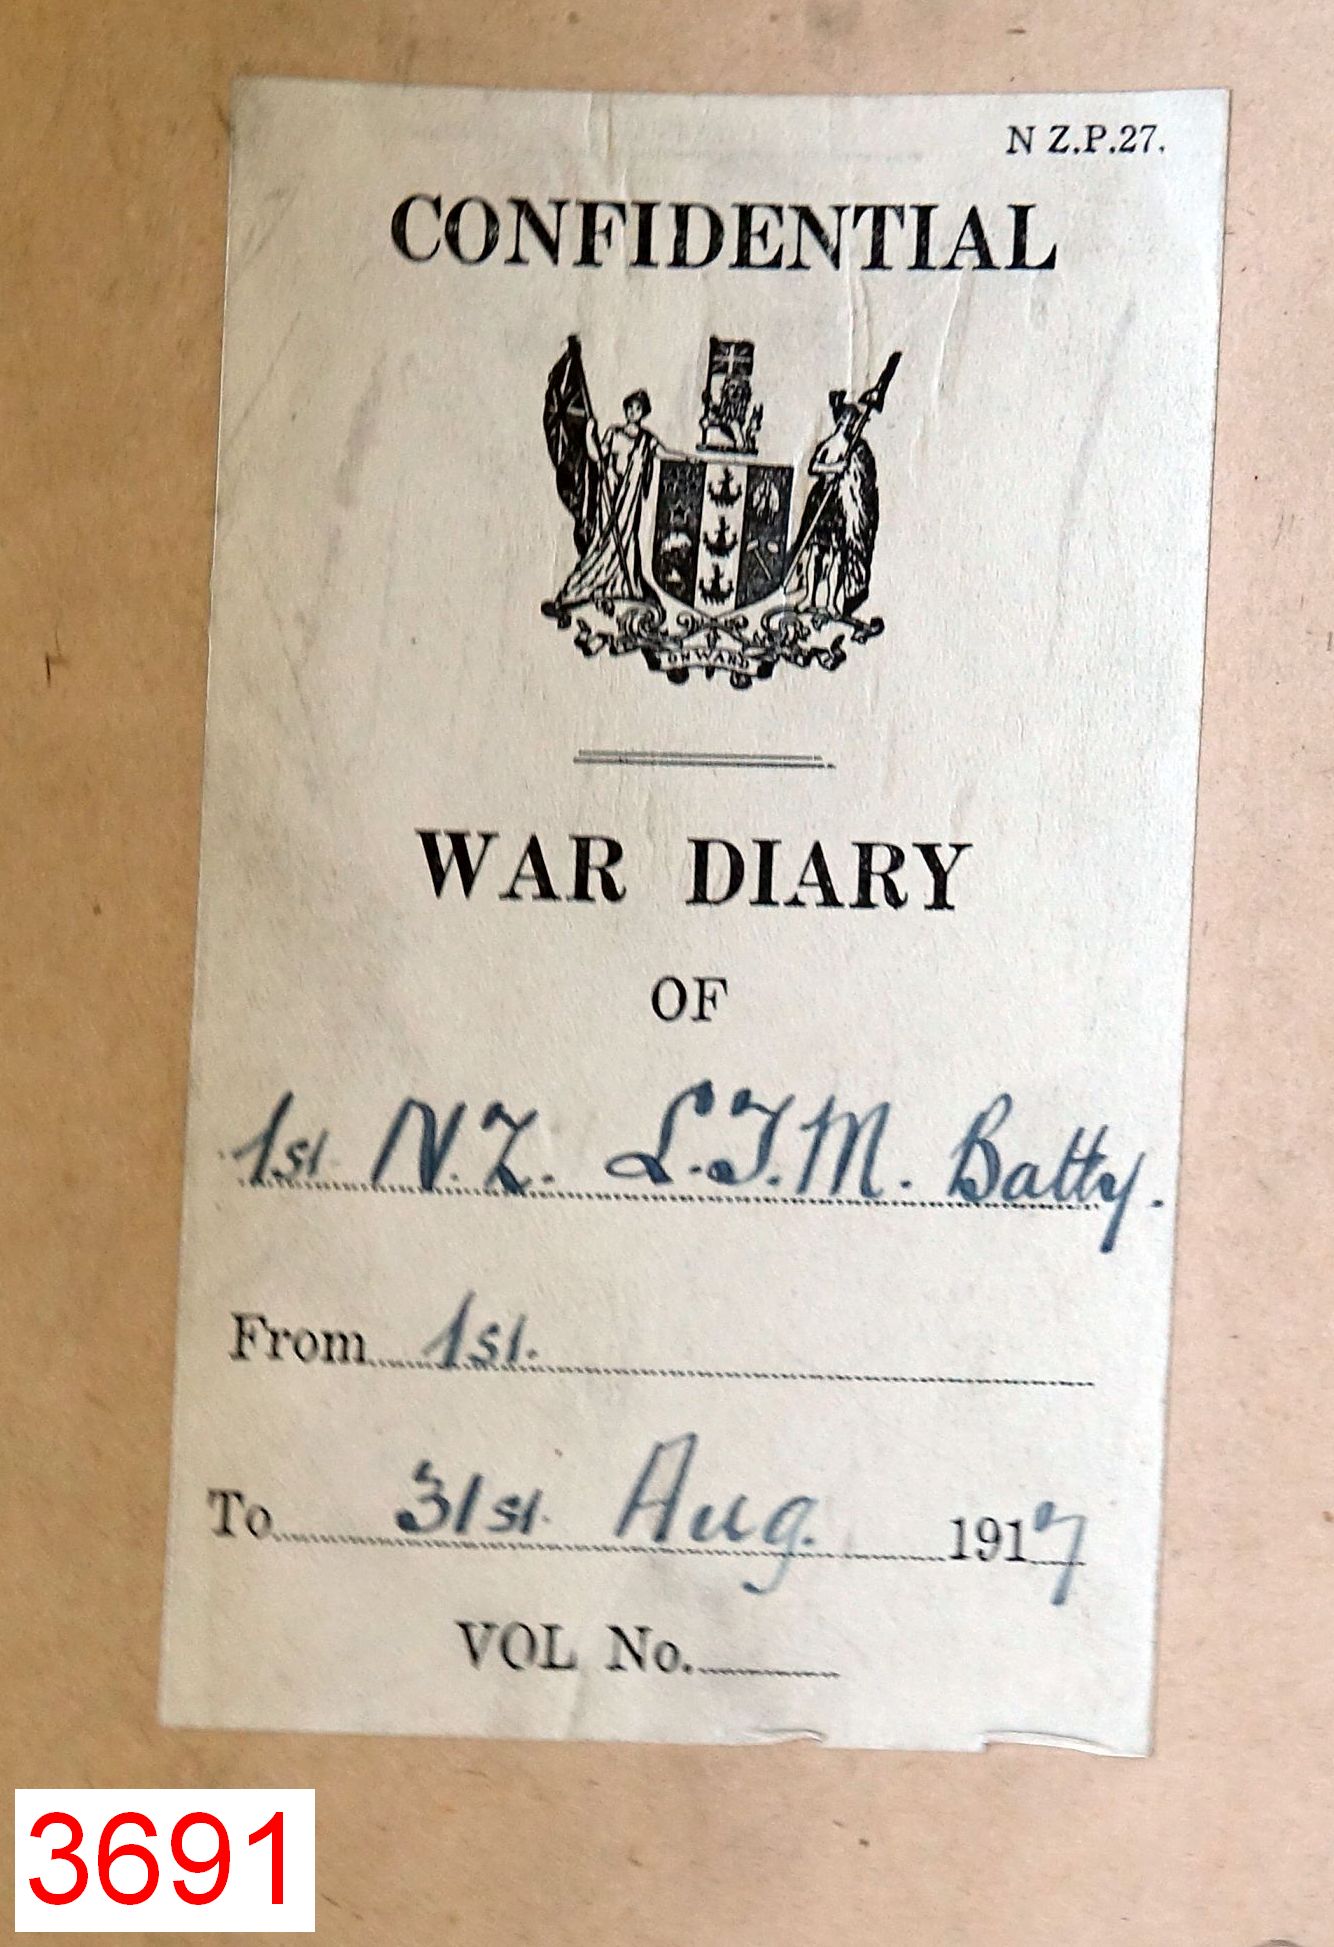 N Z.P.27.
CONFIDENTIAL
ONWARD
WAR DIARY
OF
1st. N.Z. L.T.M. Batty.
From 1st.
To 31st. Aug. 1917
VOL No.
3691